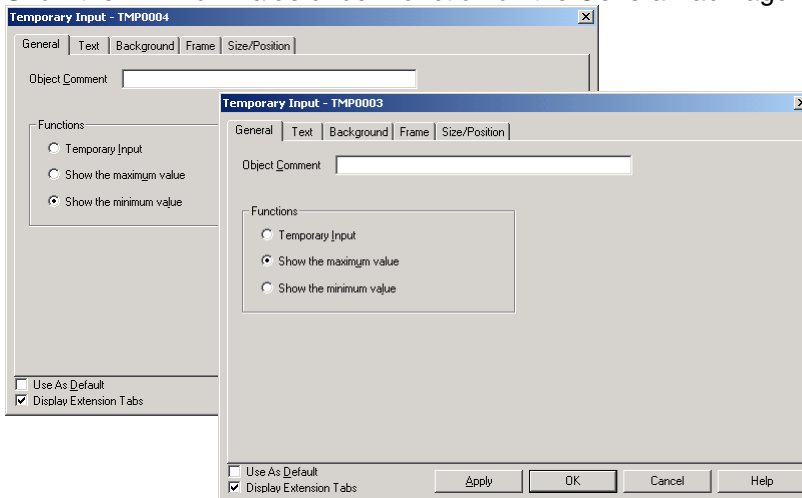 Temporary Input - TMP0004
General Text Background Frame Size/Position
Object Comment
Functions
Temporary Input
Show the maximum value
Show the minimum value
Use As Default
Display Extension Tabs
Temporary Input - TMP0003
General Text Background Frame Size/Position
Object Comment
Functions
Temporary Input
Show the maximum value
Show the minimum value
Use As Default
Display Extension Tabs
Apply OK Cancel Help